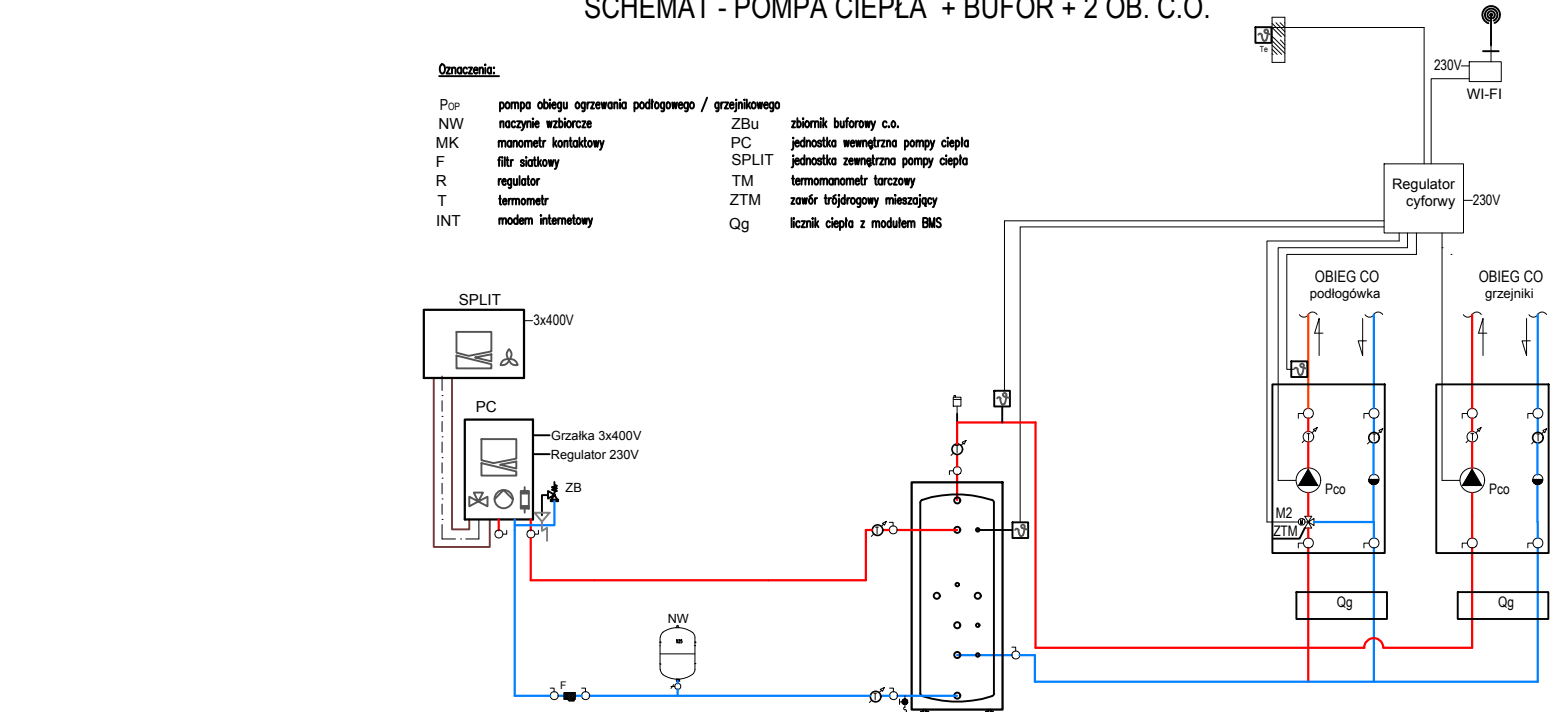 SCHEMAT - POMPA CIEPŁA + BUFOR + 2 OB. C.O.
Te
230V
WI-FI
Oznaczenia:
POP pompa obiegu ogrzewania podłogowego / grzejnikowego
NW naczynie wzbiorcze
MK manometr kontaktowy
F filtr siatkowy
R regulator
T termometr
INT modem internetowy
ZBu zbiornik buforowy c.o.
PC jednostka wewnętrzna pompy ciepła
SPLIT jednostka zewnętrzna pompy ciepła
TM termomanometr tarczowy
ZTM zawór trójdrogowy mieszający
Qg licznik ciepła z modułem BMS
Regulator
cyforwy
230V
OBIEG CO
podłogówka
OBIEG CO
grzejniki
SPLIT
3x400V
PC
Grzałka 3x400V
Regulator 230V
ZB
Pco
Pco
M2
ZTM
Qg
Qg
NW
F